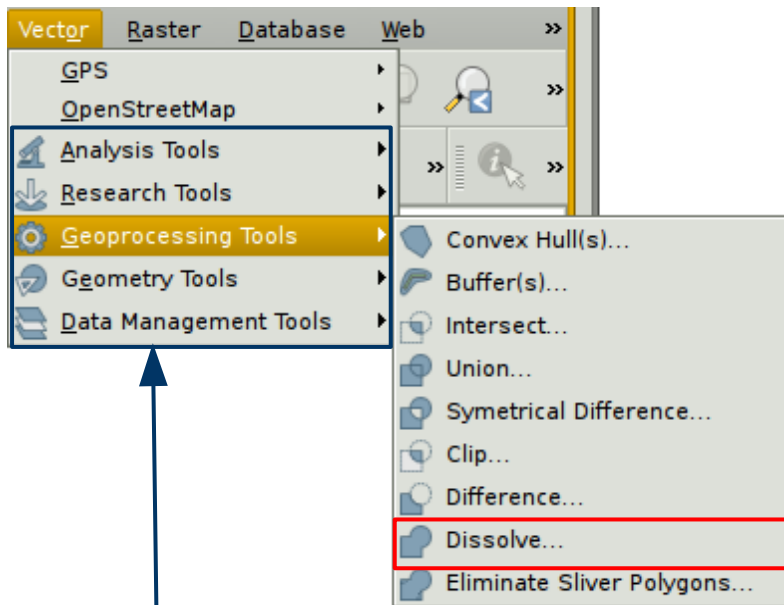 Vector Raster Database Web »
GPS
OpenStreetMap »
Analysis Tools » »
Research Tools
Geoprocessing Tools
Convex Hull(s)...
Geometry Tools
Buffer(s)...
Data Management Tools
Intersect...
Union...
Symetrical Difference...
Clip...
Difference...
Dissolve...
Eliminate Sliver Polygons...